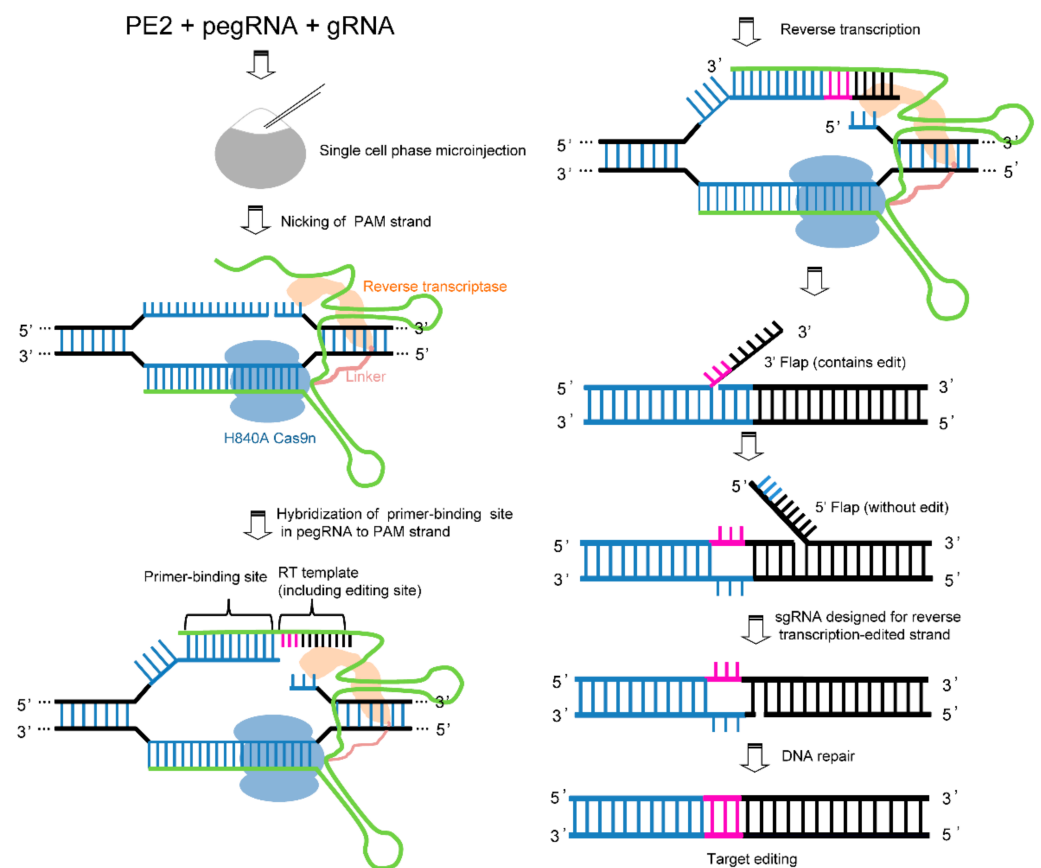 PE2 + pegRNA + gRNA
Single cell phase microinjection
Nicking of PAM strand
Reverse transcriptase
5’ ··· ··· 3’
3’ ··· ··· 5’
Linker
H840A Cas9n
Hybridization of primer-binding site
in pegRNA to PAM strand
Primer-binding site
RT template
(including editing site)
5’ ··· ··· 3’
3’ ··· ··· 5’
Reverse transcription
3’
5’
5’ ··· ··· 3’
3’ ··· ··· 5’
3’
3’ Flap (contains edit)
5’ 3’
3’ 5’
5’
5’ Flap (without edit)
5’ 3’
3’ 5’
sgRNA designed for reverse
transcription-edited strand
5’ 3’
3’ 5’
DNA repair
5’ 3’
3’ 5’
Target editing